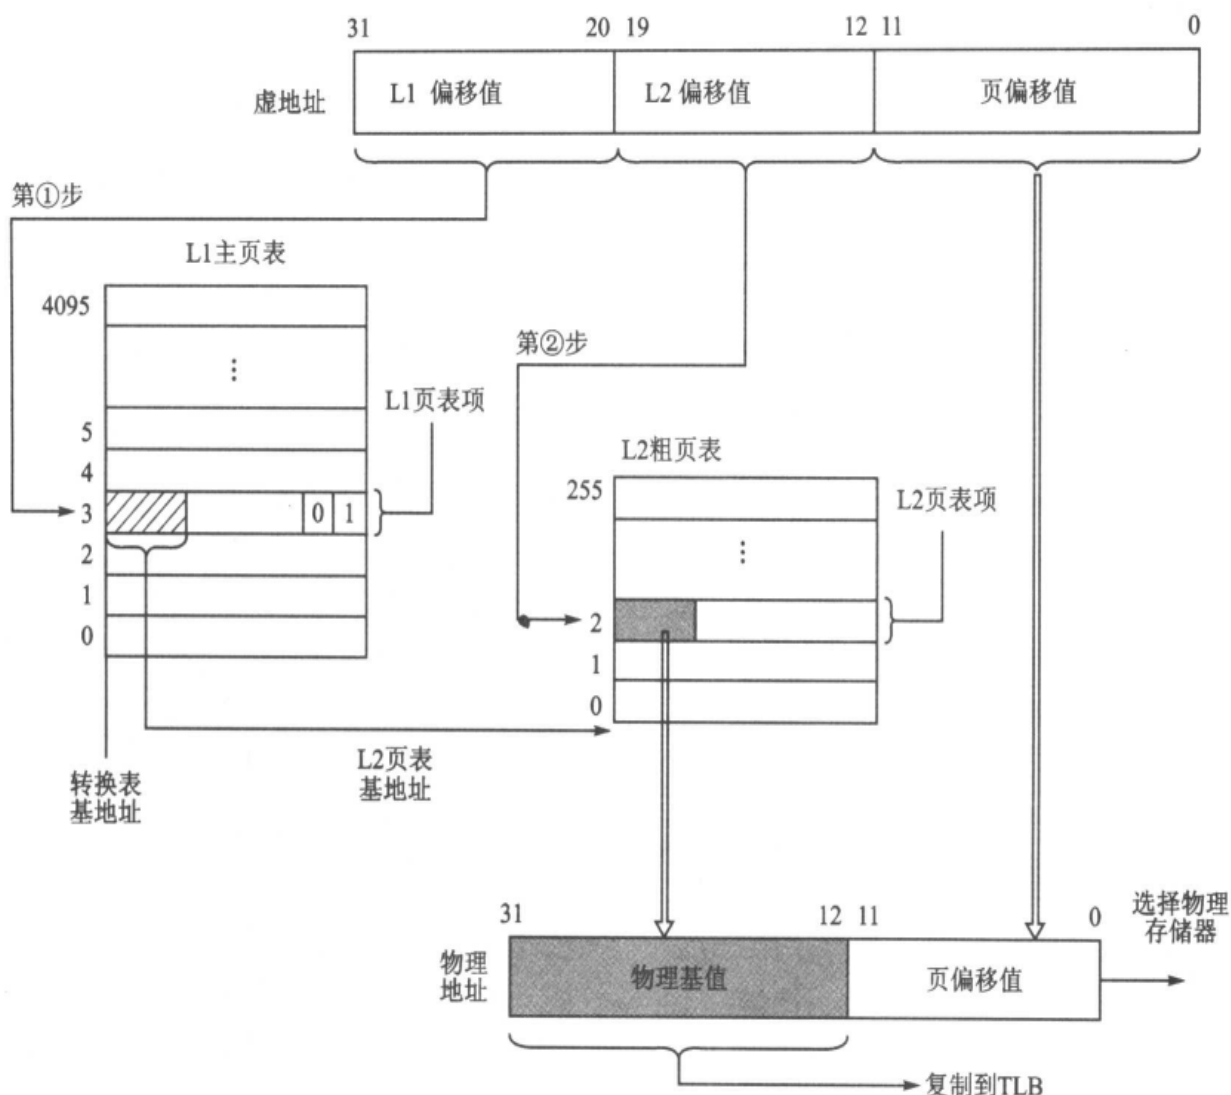 31 20 19 12 11 0
虚地址 L1 偏移值 L2 偏移值 页偏移值
第①步
L1主页表
4095
⋮
第②步
L1页表项
5
L2粗页表
4
255
L2页表项
3 0 1
⋮
2
1
2
0
1
0
L2页表
基地址
转换表
基地址
31 12 11 0
选择物理
存储器
物理
地址
物理基值 页偏移值
复制到TLB